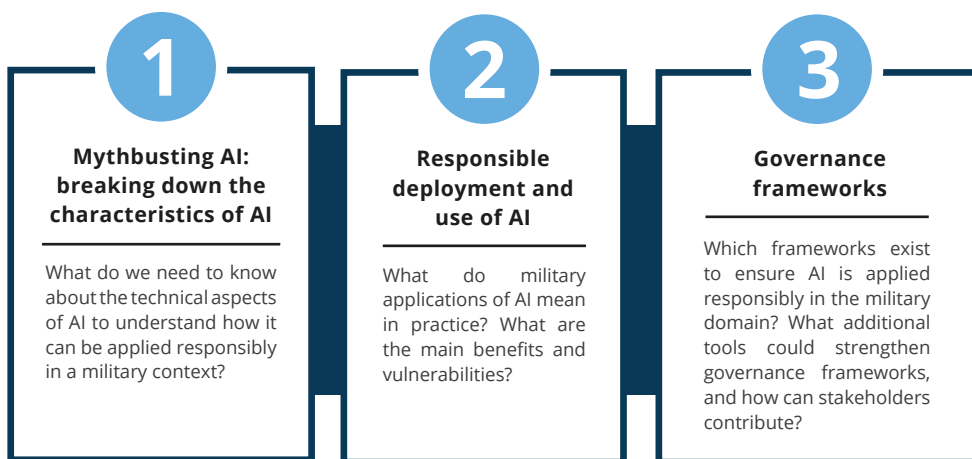 1
Mythbusting AI:
breaking down the
characteristics of AI
What do we need to know
about the technical aspects
of AI to understand how it
can be applied responsibly
in a military context?
2
Responsible
deployment and
use of AI
What do military
applications of AI mean
in practice? What are
the main benefits and
vulnerabilities?
3
Governance
frameworks
Which frameworks exist
to ensure AI is applied
responsibly in the military
domain? What additional
tools could strengthen
governance frameworks,
and how can stakeholders
contribute?